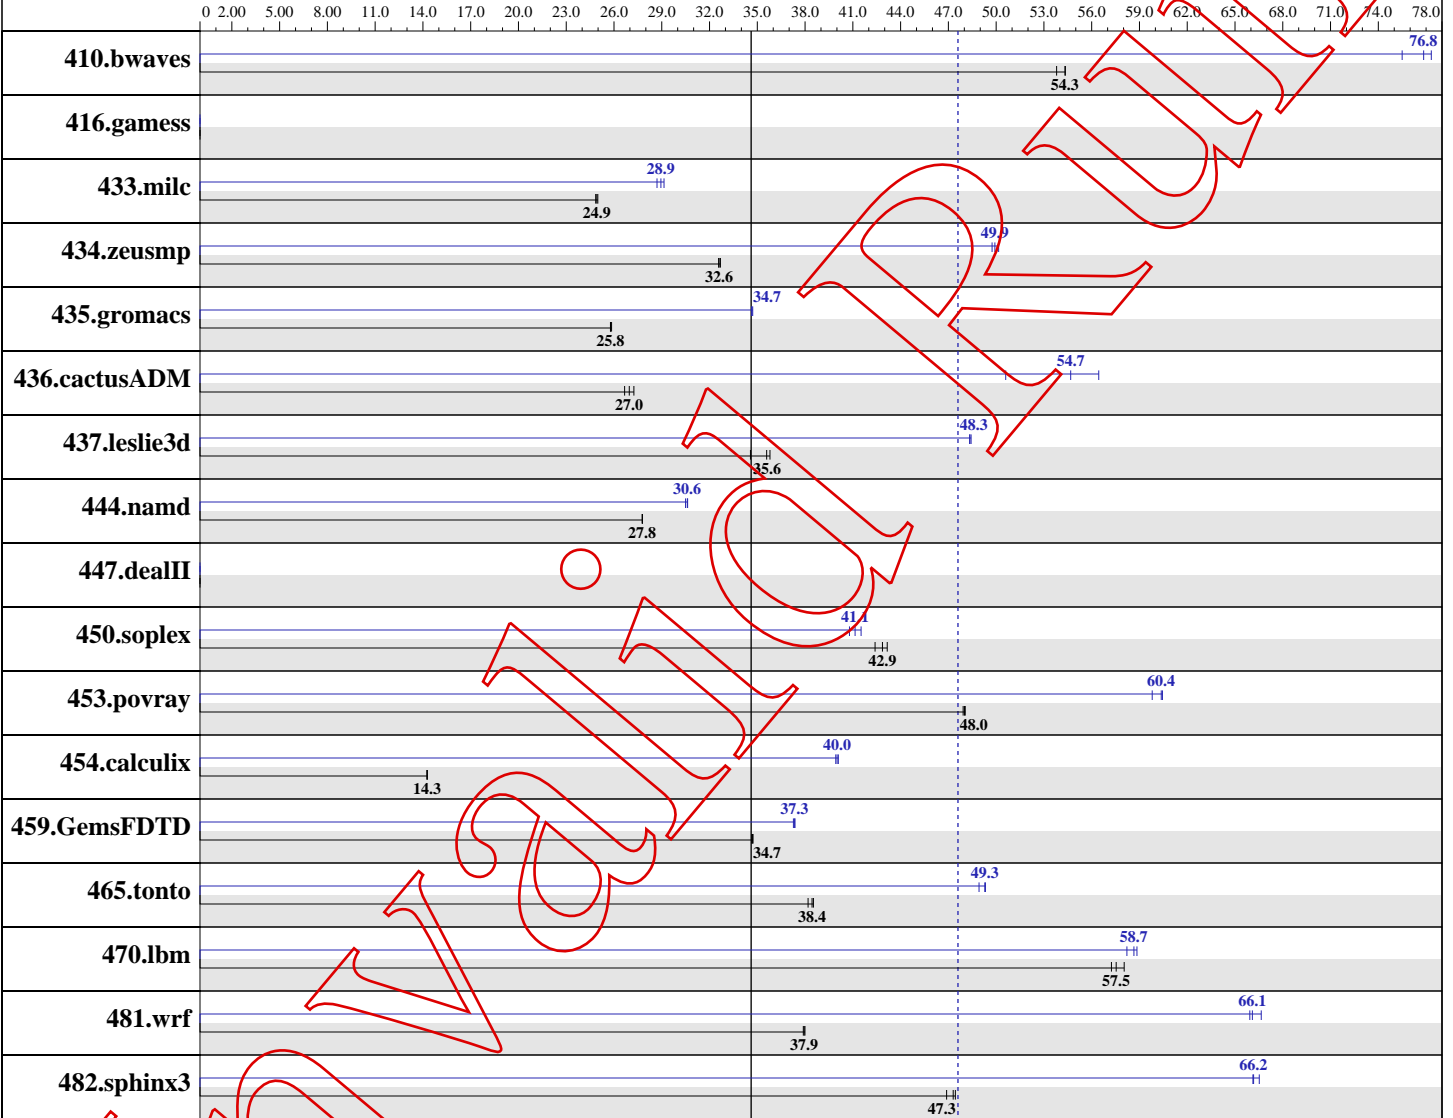 0 2.00 5.00 8.00 11.0 14.0 17.0 20.0 23.0 26.0 29.0 32.0 35.0 38.0 41.0 44.0 47.0 50.0 53.0 56.0 59.0 62.0 65.0 68.0 71.0 74.0 78.0
410.bwaves 76.8
54.3
416.gamess
433.milc 28.9
24.9
434.zeusmp 49.9
32.6
435.gromacs 34.7
25.8
436.cactusADM 54.7
27.0
437.leslie3d 48.3
35.6
444.namd 30.6
27.8
447.dealII
450.soplex 41.1
42.9
453.povray 60.4
48.0
454.calculix 40.0
14.3
459.GemsFDTD 37.3
34.7
465.tonto 49.3
38.4
470.lbm 58.7
57.5
481.wrf 66.1
37.9
482.sphinx3 66.2
47.3
valid Run